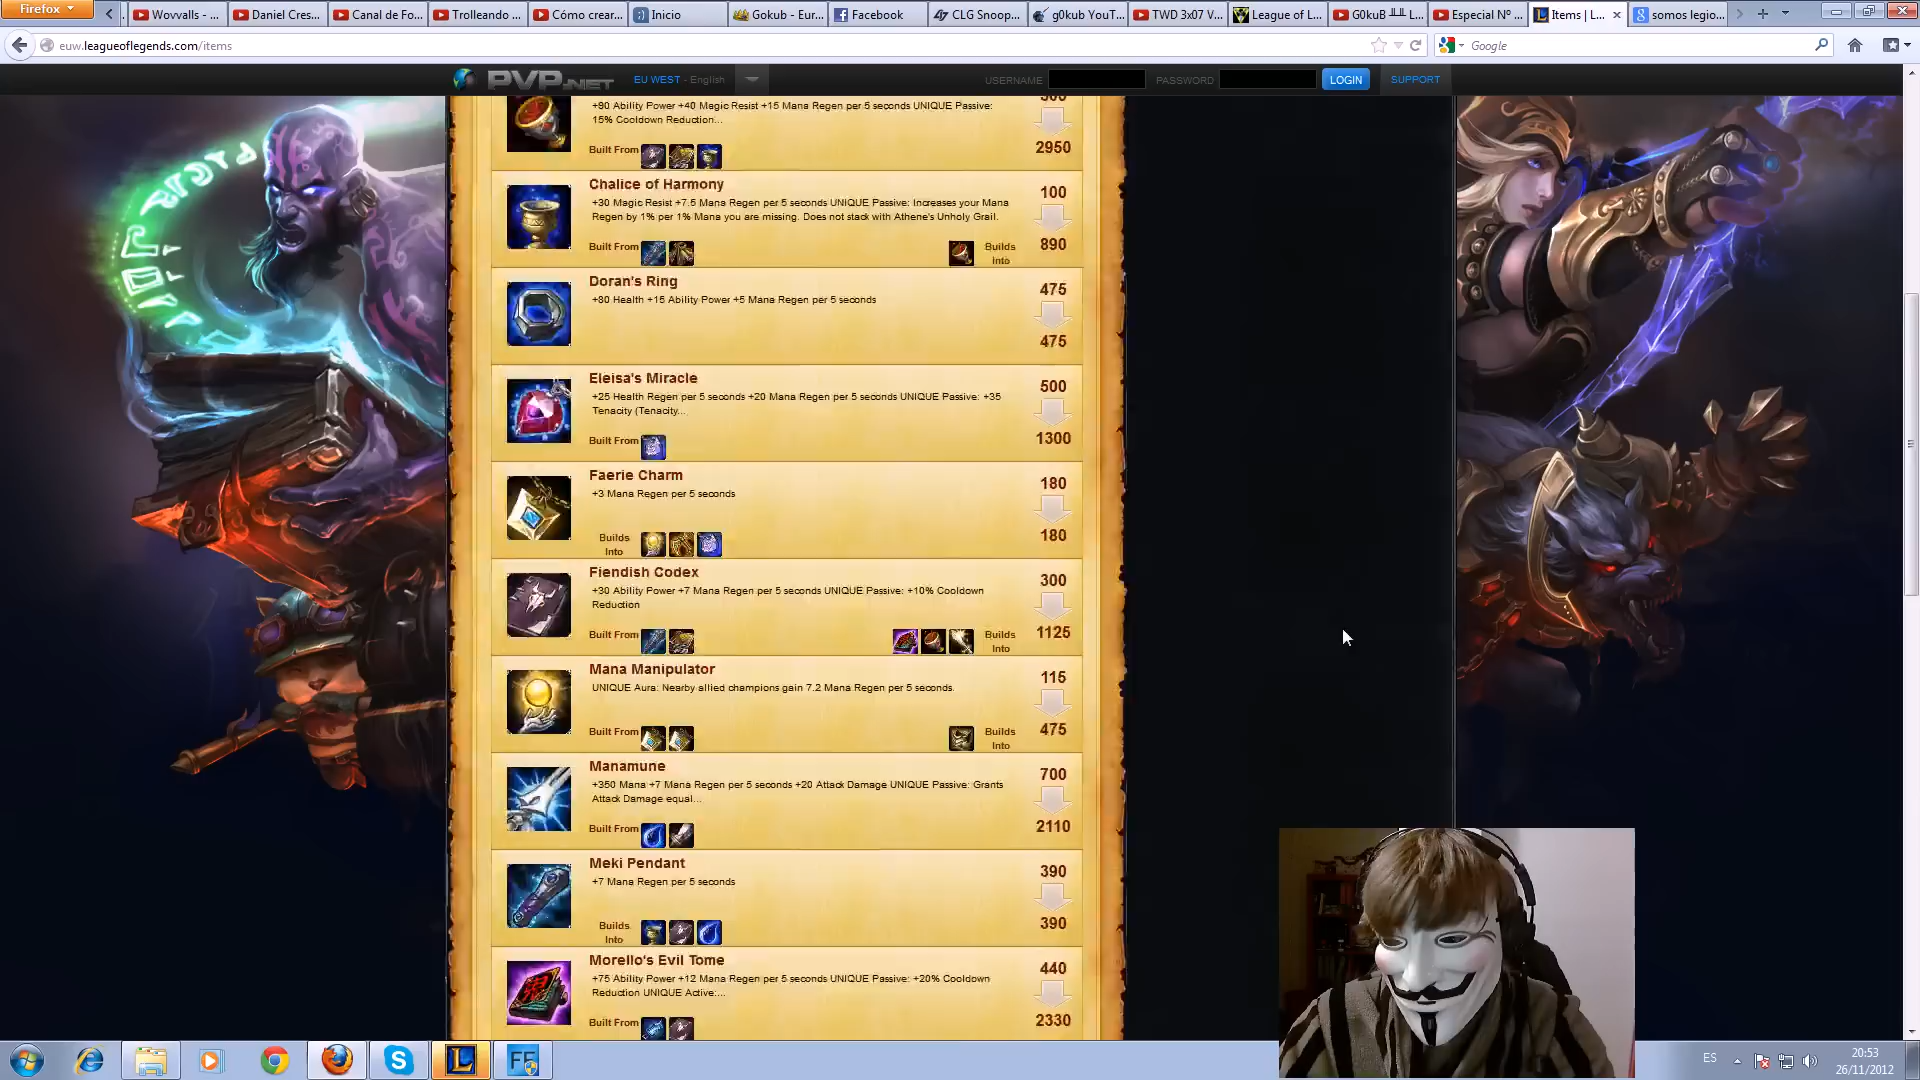 Firefox
Wovvalls - ...
Daniel Cres...
Canal de Fo...
Trolleando ...
Cómo crear...
Inicio
Gokub - Eur...
Facebook
CLG Snoop...
g0kub YouT...
TWD 3x07 V...
League of L...
G0kuB ╨╨ L...
Especial Nº ...
Items | L...
somos legio...
euw.leagueoflegends.com/items
Google
PVP.NET
EU WEST - English
USERNAME
PASSWORD
LOGIN
SUPPORT
+90 Ability Power +40 Magic Resist +15 Mana Regen per 5 seconds UNIQUE Passive:
15% Cooldown Reduction...
Built From
2950
Chalice of Harmony
100
+30 Magic Resist +7.5 Mana Regen per 5 seconds UNIQUE Passive: Increases your Mana
Regen by 1% per 1% Mana you are missing. Does not stack with Athene's Unholy Grail.
Built From
Builds
Into
890
Doran's Ring
475
+80 Health +15 Ability Power +5 Mana Regen per 5 seconds
475
Eleisa's Miracle
500
+25 Health Regen per 5 seconds +20 Mana Regen per 5 seconds UNIQUE Passive: +35
Tenacity (Tenacity...
Built From
1300
Faerie Charm
180
+3 Mana Regen per 5 seconds
Builds
Into
180
Fiendish Codex
300
+30 Ability Power +7 Mana Regen per 5 seconds UNIQUE Passive: +10% Cooldown
Reduction
Built From
Builds
Into
1125
Mana Manipulator
115
UNIQUE Aura: Nearby allied champions gain 7.2 Mana Regen per 5 seconds.
Built From
Builds
Into
475
Manamune
700
+350 Mana +7 Mana Regen per 5 seconds +20 Attack Damage UNIQUE Passive: Grants
Attack Damage equal...
Built From
2110
Meki Pendant
390
+7 Mana Regen per 5 seconds
Builds
Into
390
Morello's Evil Tome
440
+75 Ability Power +12 Mana Regen per 5 seconds UNIQUE Passive: +20% Cooldown
Reduction UNIQUE Active:...
Built From
2330
ES
20:53
26/11/2012